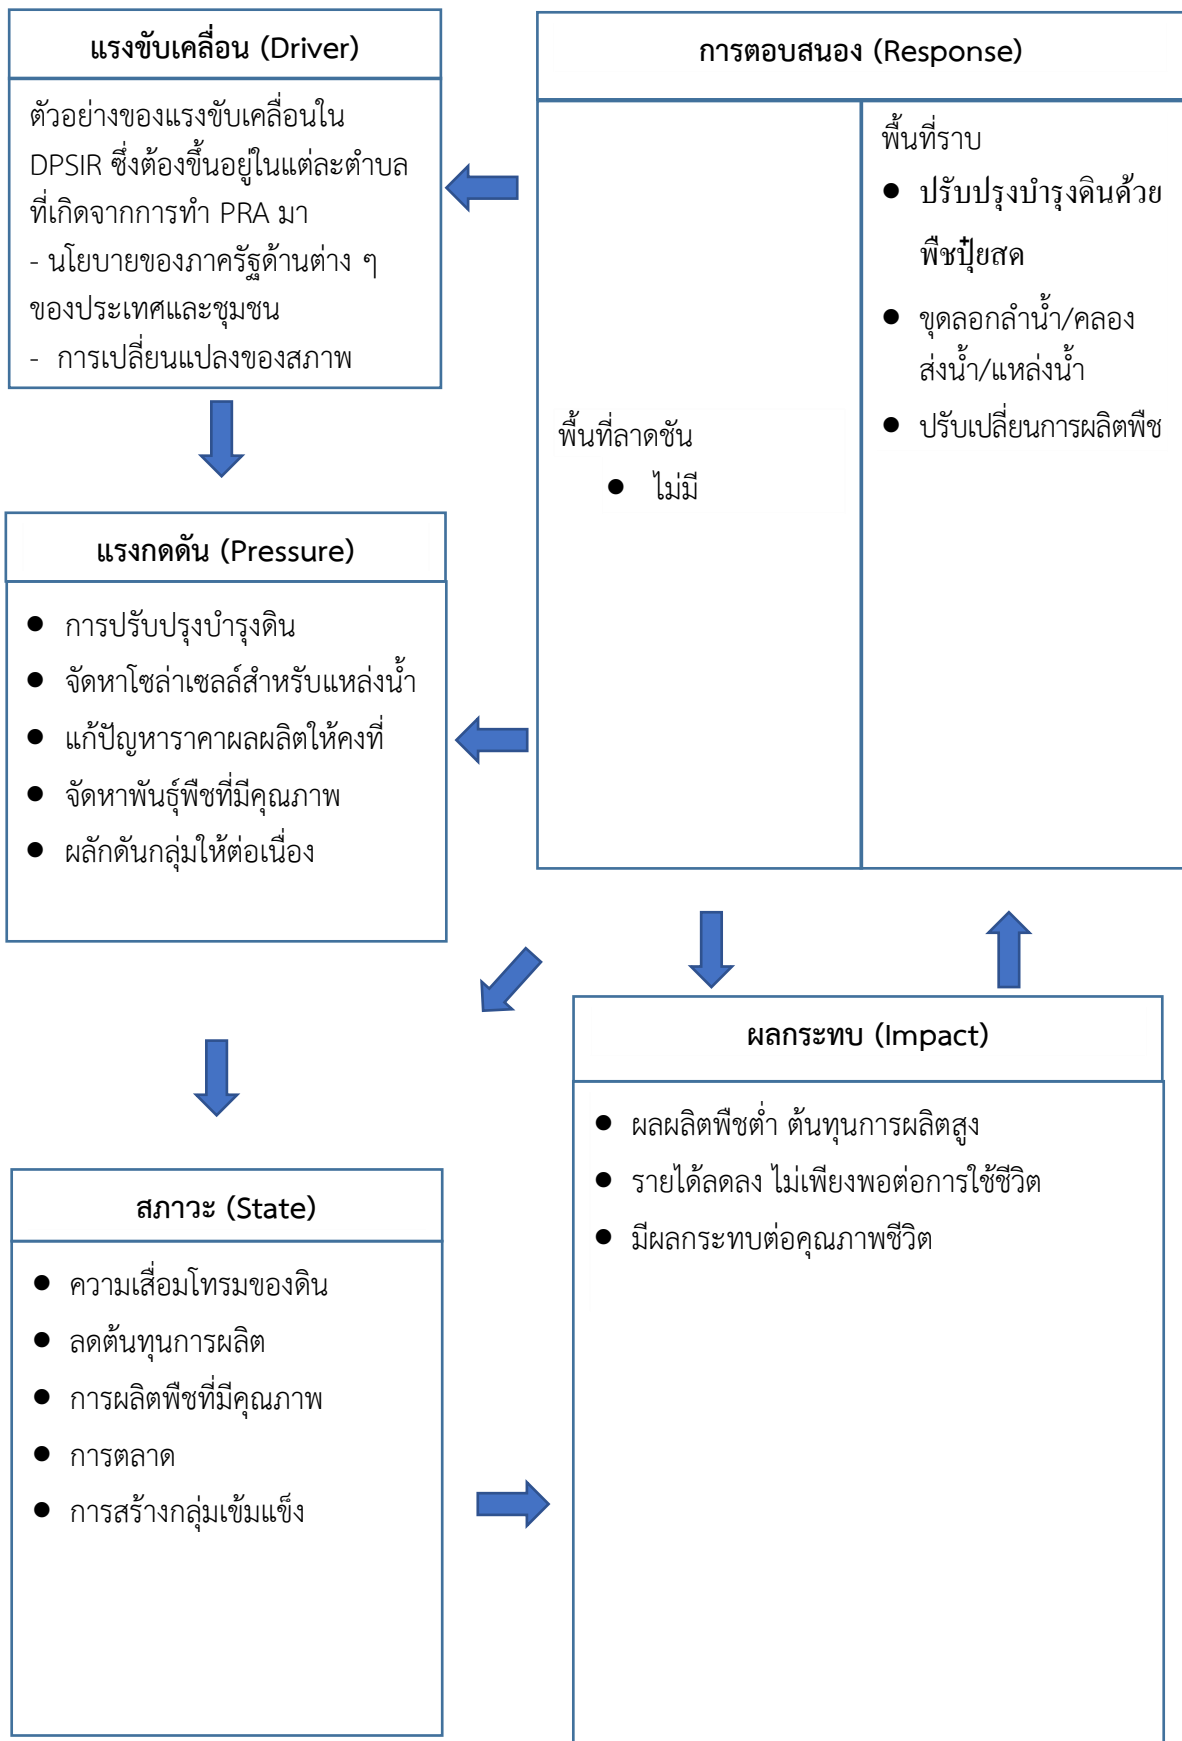 แรงขับเคลื่อน (Driver)
ตัวอย่างของแรงขับเคลื่อนใน
DPSIR ซึ่งต้องขึ้นอยู่ในแต่ละตำบล
ที่เกิดจากการทำ PRA มา
- นโยบายของภาครัฐด้านต่าง ๆ
ของประเทศและชุมชน
- การเปลี่ยนแปลงของสภาพ
การตอบสนอง (Response)
พื้นที่ลาดชัน
● ไม่มี
พื้นที่ราบ
● ปรับปรุงบำรุงดินด้วย
พืชปุ๋ยสด
● ขุดลอกลำน้ำ/คลอง
ส่งน้ำ/แหล่งน้ำ
● ปรับเปลี่ยนการผลิตพืช
แรงกดดัน (Pressure)
● การปรับปรุงบำรุงดิน
● จัดหาโซล่าเซลล์สำหรับแหล่งน้ำ
● แก้ปัญหาราคาผลผลิตให้คงที่
● จัดหาพันธุ์พืชที่มีคุณภาพ
● ผลักดันกลุ่มให้ต่อเนื่อง
ผลกระทบ (Impact)
● ผลผลิตพืชต่ำ ต้นทุนการผลิตสูง
● รายได้ลดลง ไม่เพียงพอต่อการใช้ชีวิต
● มีผลกระทบต่อคุณภาพชีวิต
สภาวะ (State)
● ความเสื่อมโทรมของดิน
● ลดต้นทุนการผลิต
● การผลิตพืชที่มีคุณภาพ
● การตลาด
● การสร้างกลุ่มเข้มแข็ง